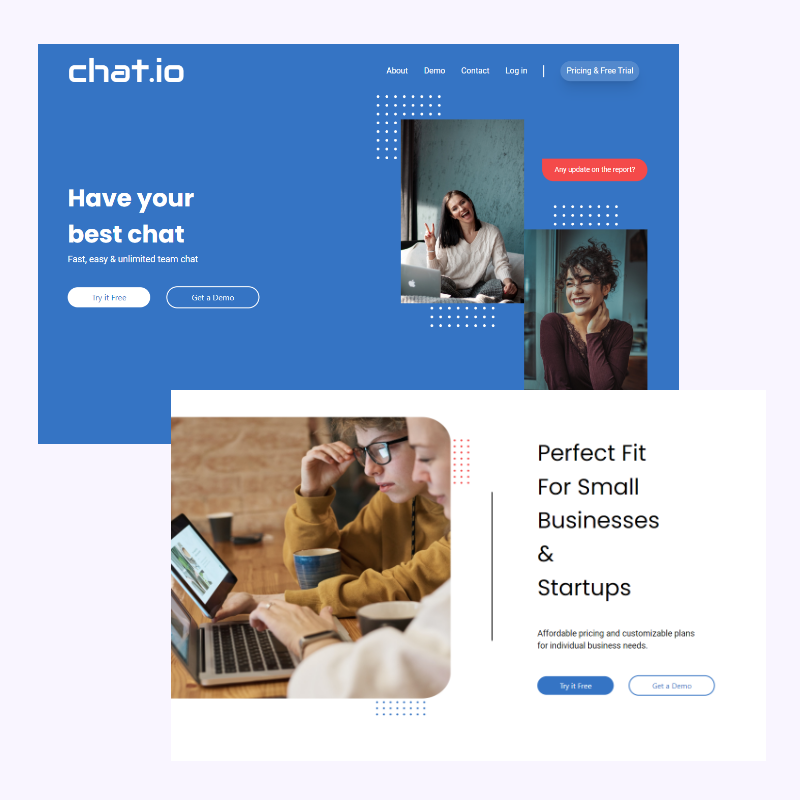 chat.io
About Demo Contact Log in | Pricing & Free Trial
Any update on the report?
Have your
best chat
Fast, easy & unlimited team chat
Try it Free Get a Demo
Perfect Fit
For Small
Businesses
&
Startups
Affordable pricing and customizable plans
for individual business needs.
Try it Free Get a Demo